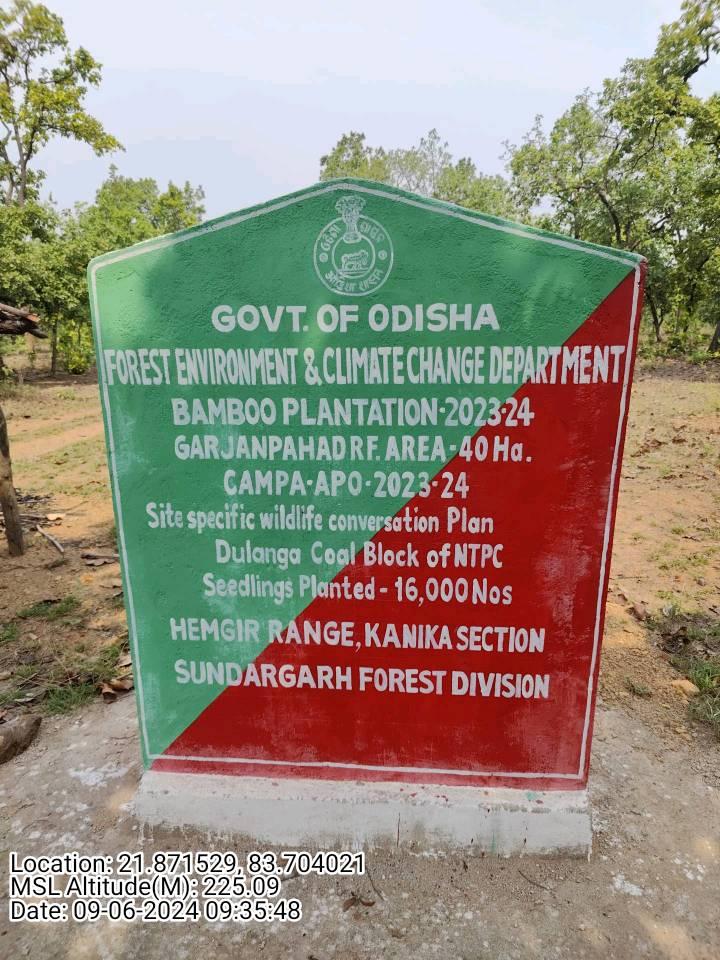 GOVT. OF ODISHA
FOREST ENVIRONMENT & CLIMATE CHANGE DEPARTMENT
BAMBOO PLANTATION-2023-24
GARJANPAHAD RF. AREA-40 Ha.
CAMPA-APO-2023-24
Site specific wildlife conversation Plan
Dulanga Coal Block of NTPC
Seedlings Planted - 16,000 Nos
HEMGIR RANGE, KANIKA SECTION
SUNDARGARH FOREST DIVISION
Location: 21.871529, 83.704021
MSL Altitude(M): 225.09
Date: 09-06-2024 09:35:48